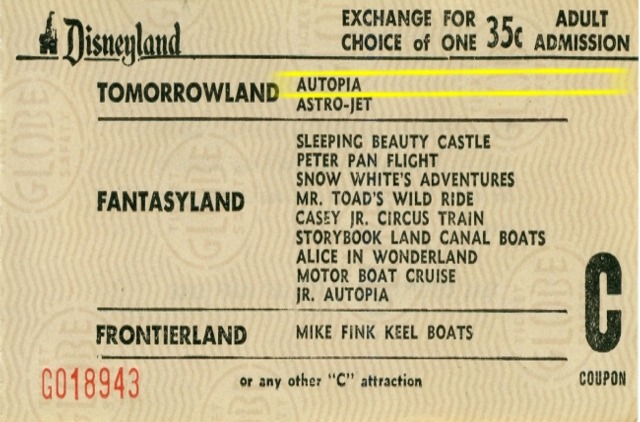 Disneyland
EXCHANGE FOR
CHOICE of ONE
35c
ADULT
ADMISSION
TOMORROWLAND
AUTOPIA
ASTRO-JET
FANTASYLAND
SLEEPING BEAUTY CASTLE
PETER PAN FLIGHT
SNOW WHITE'S ADVENTURES
MR. TOAD'S WILD RIDE
CASEY JR. CIRCUS TRAIN
STORYBOOK LAND CANAL BOATS
ALICE IN WONDERLAND
MOTOR BOAT CRUISE
JR. AUTOPIA
FRONTIERLAND
MIKE FINK KEEL BOATS
C
COUPON
G018943
or any other "C" attraction
GLOBE